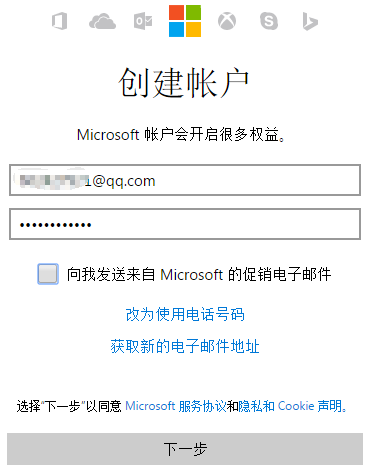 创建帐户
Microsoft 帐户会开启很多权益。
1@qq.com
••••••••••••
向我发送来自 Microsoft 的促销电子邮件
改为使用电话号码
获取新的电子邮件地址
选择“下一步”以同意 Microsoft 服务协议和隐私和 Cookie 声明。
下一步